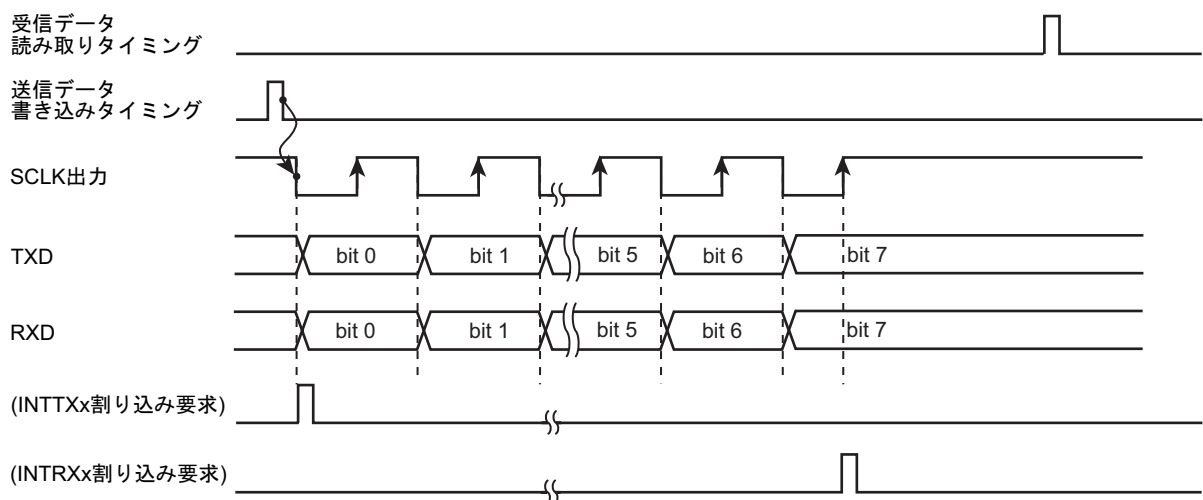 受信データ
読み取りタイミング
送信データ
書き込みタイミング
SCLK出力
TXD
bit 0
bit 1
bit 5
bit 6
bit 7
RXD
bit 0
bit 1
bit 5
bit 6
bit 7
(INTTXx割り込み要求)
(INTRXx割り込み要求)